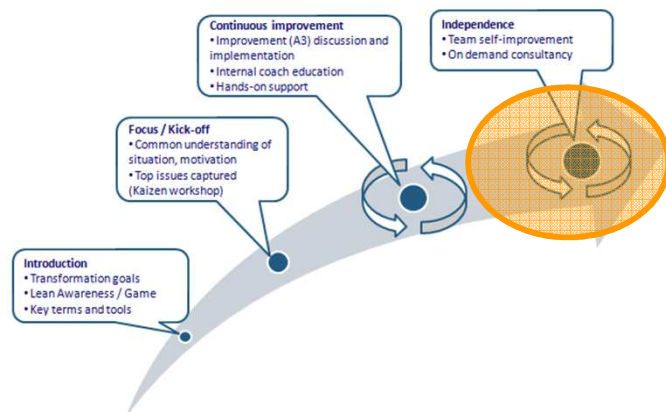 Continuous improvement
• Improvement (A3) discussion and
implementation
• Internal coach education
• Hands-on support
Independence
• Team self-improvement
• On demand consultancy
Focus / Kick-off
• Common understanding of
situation, motivation
• Top issues captured
(Kaizen workshop)
Introduction
• Transformation goals
• Lean Awareness / Game
• Key terms and tools